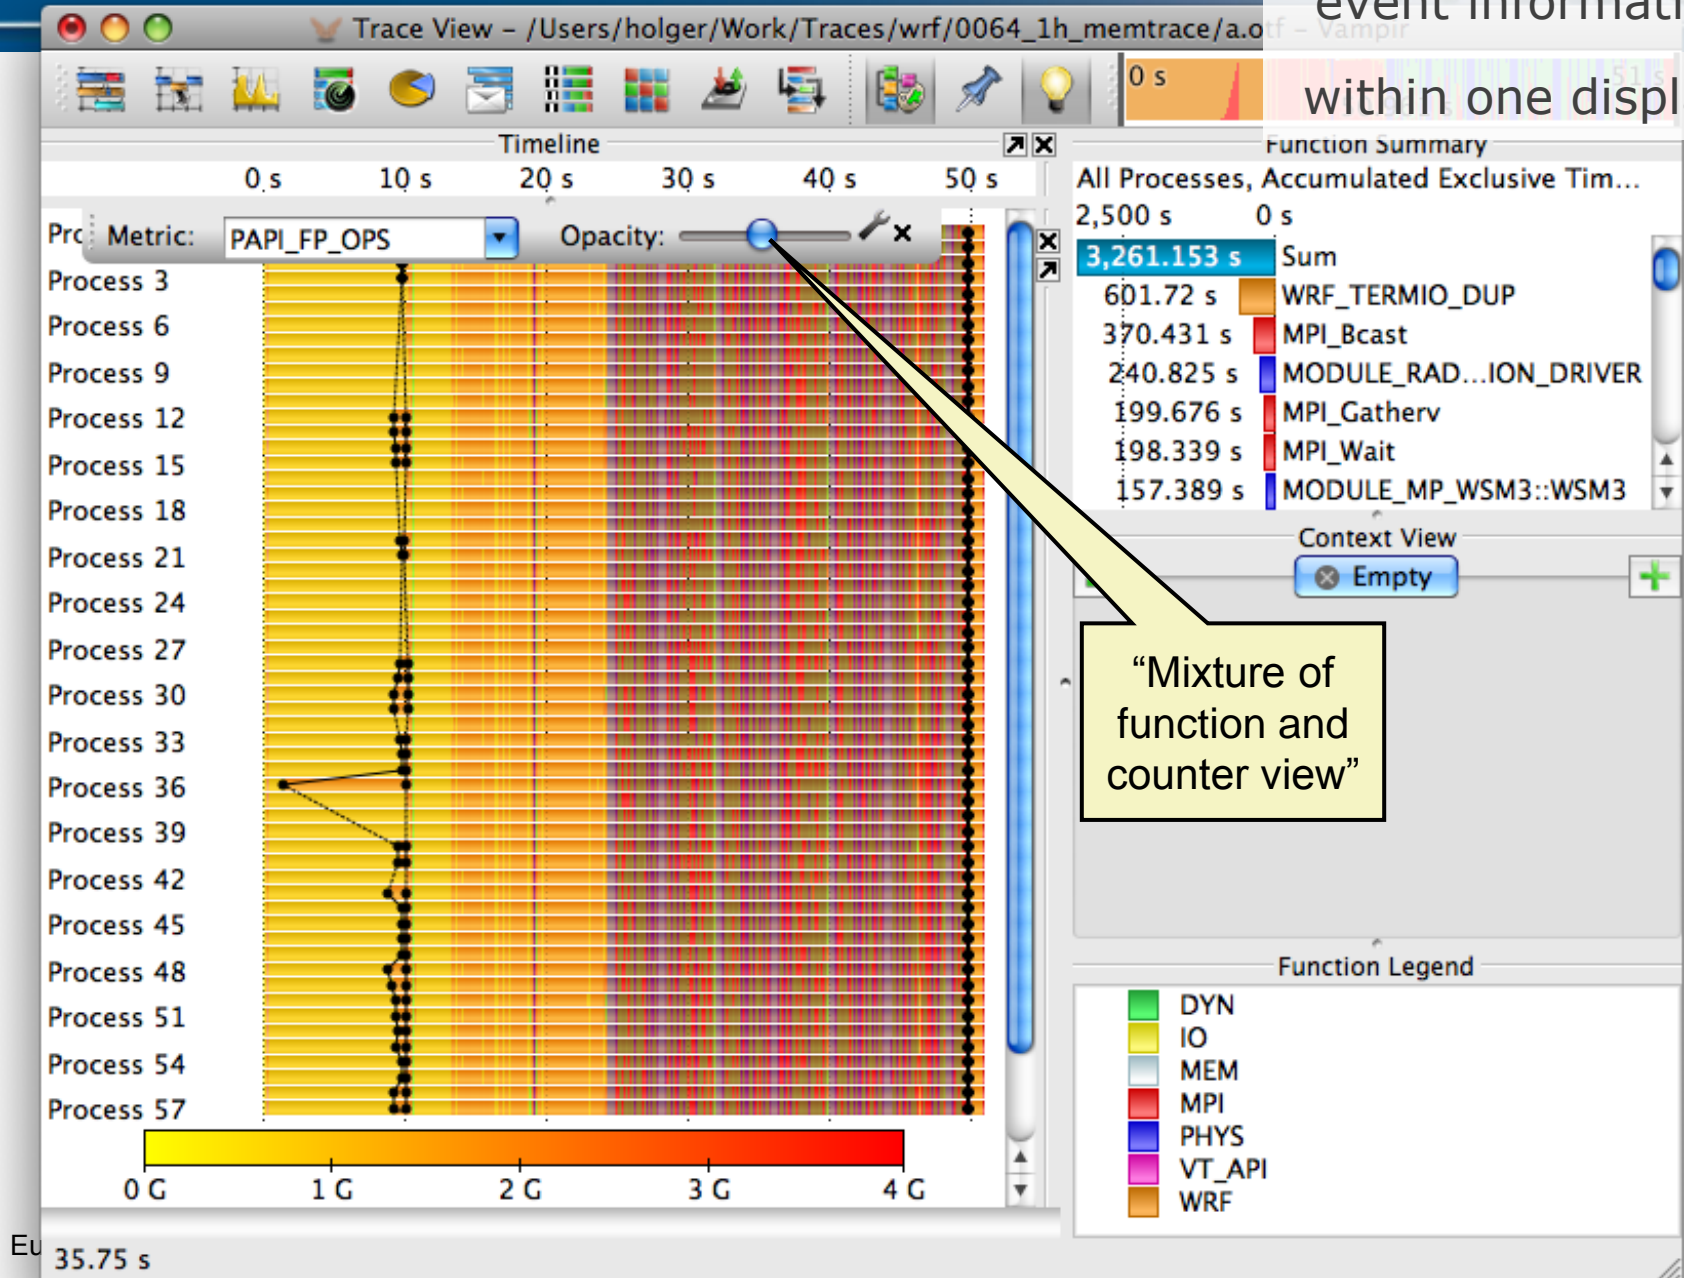 event informati
Trace View – /Users/holger/Work/Traces/wrf/0064_1h_memtrace/a.otf – Vampir
0 s
51 s
within one displ
Timeline
Function Summary
0 s 10 s 20 s 30 s 40 s 50 s
All Processes, Accumulated Exclusive Tim...
2,500 s 0 s
Metric: PAPI_FP_OPS Opacity:
3,261.153 s Sum
601.72 s WRF_TERMIO_DUP
370.431 s MPI_Bcast
240.825 s MODULE_RAD...ION_DRIVER
199.676 s MPI_Gatherv
198.339 s MPI_Wait
157.389 s MODULE_MP_WSM3::WSM3
Process 3
Process 6
Process 9
Process 12
Process 15
Process 18
Process 21
Process 24
Process 27
Process 30
Process 33
Process 36
Process 39
Process 42
Process 45
Process 48
Process 51
Process 54
Process 57
0 G 1 G 2 G 3 G 4 G
Context View
Empty
“Mixture of
function and
counter view”
Function Legend
DYN
IO
MEM
MPI
PHYS
VT_API
WRF
Eu
35.75 s